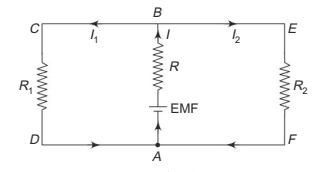 B
C I₁ I I₂ E
R
R₁ R₂
EMF
D F
A